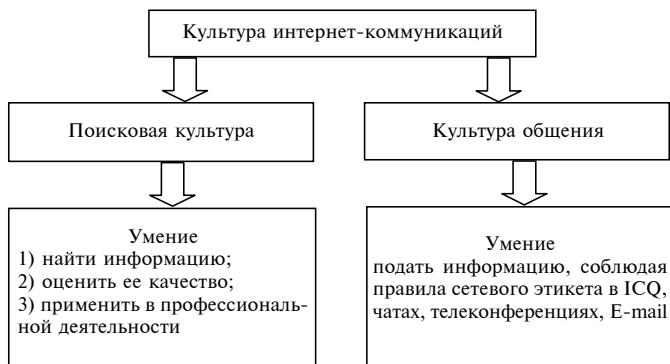 Культура интернет-коммуникаций
Поисковая культура
Культура общения
Умение
1) найти информацию;
2) оценить ее качество;
3) применить в профессиональ-
ной деятельности
Умение
подать информацию, соблюдая
правила сетевого этикета в ICQ,
чатах, телеконференциях, E-mail